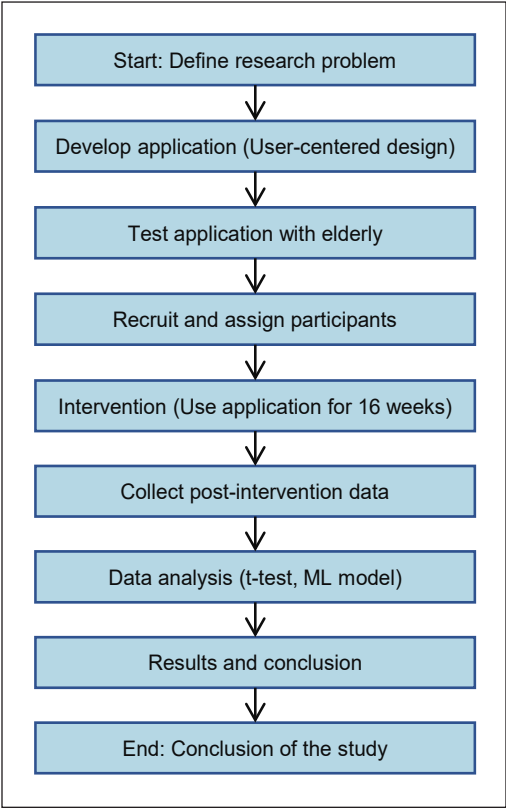 Start: Define research problem
Develop application (User-centered design)
Test application with elderly
Recruit and assign participants
Intervention (Use application for 16 weeks)
Collect post-intervention data
Data analysis (t-test, ML model)
Results and conclusion
End: Conclusion of the study